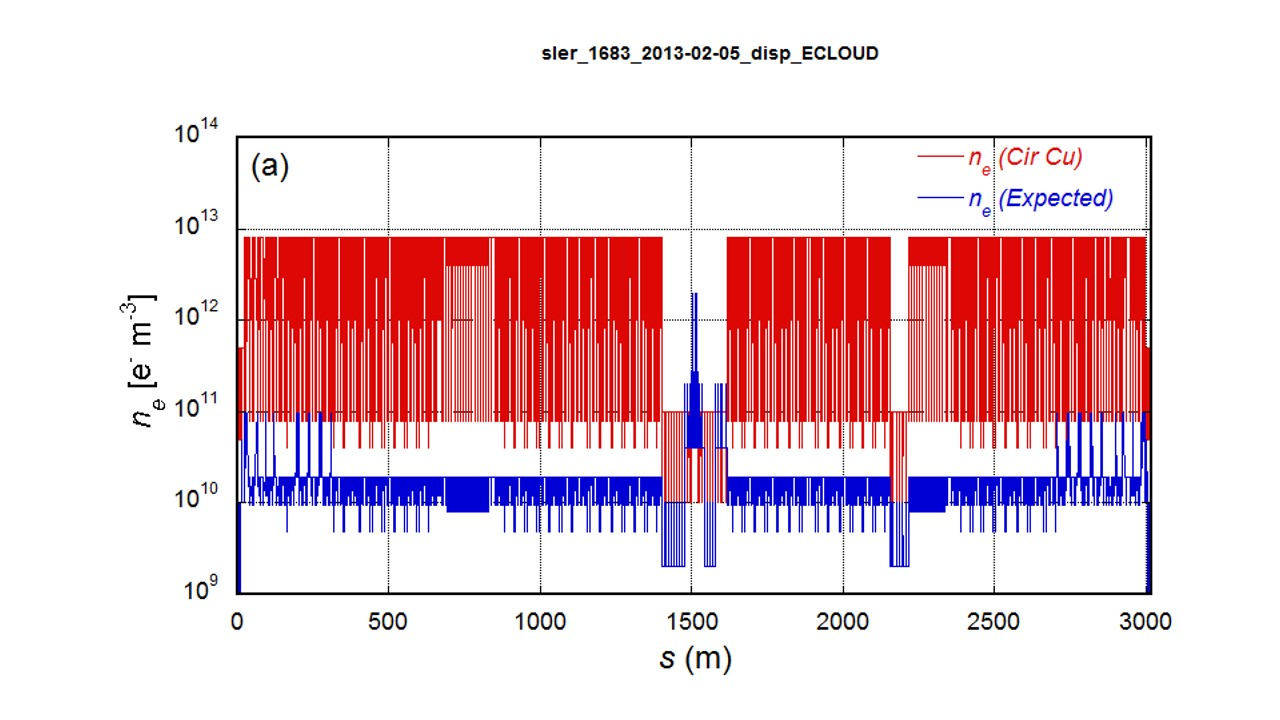 sler_1683_2013-02-05_disp_ECLOUD
(a)
n_e (Cir Cu)
n_e (Expected)
10^14
10^13
10^12
10^11
10^10
10^9
n_e [e^- m^-3]
0 500 1000 1500 2000 2500 3000
s (m)